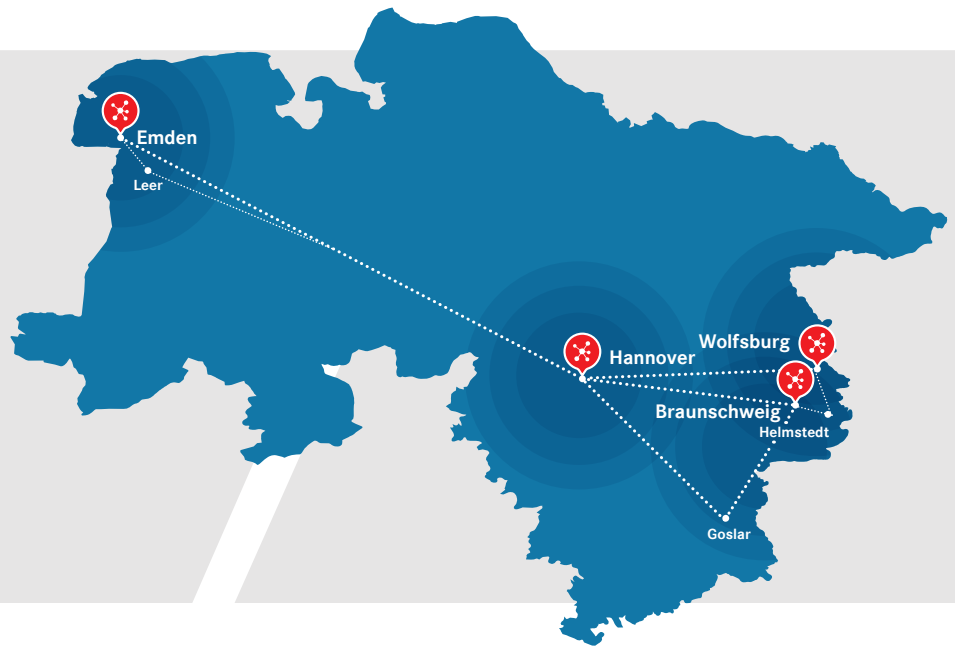 Emden
Leer
Wolfsburg
Hannover
Braunschweig
Helmstedt
Goslar